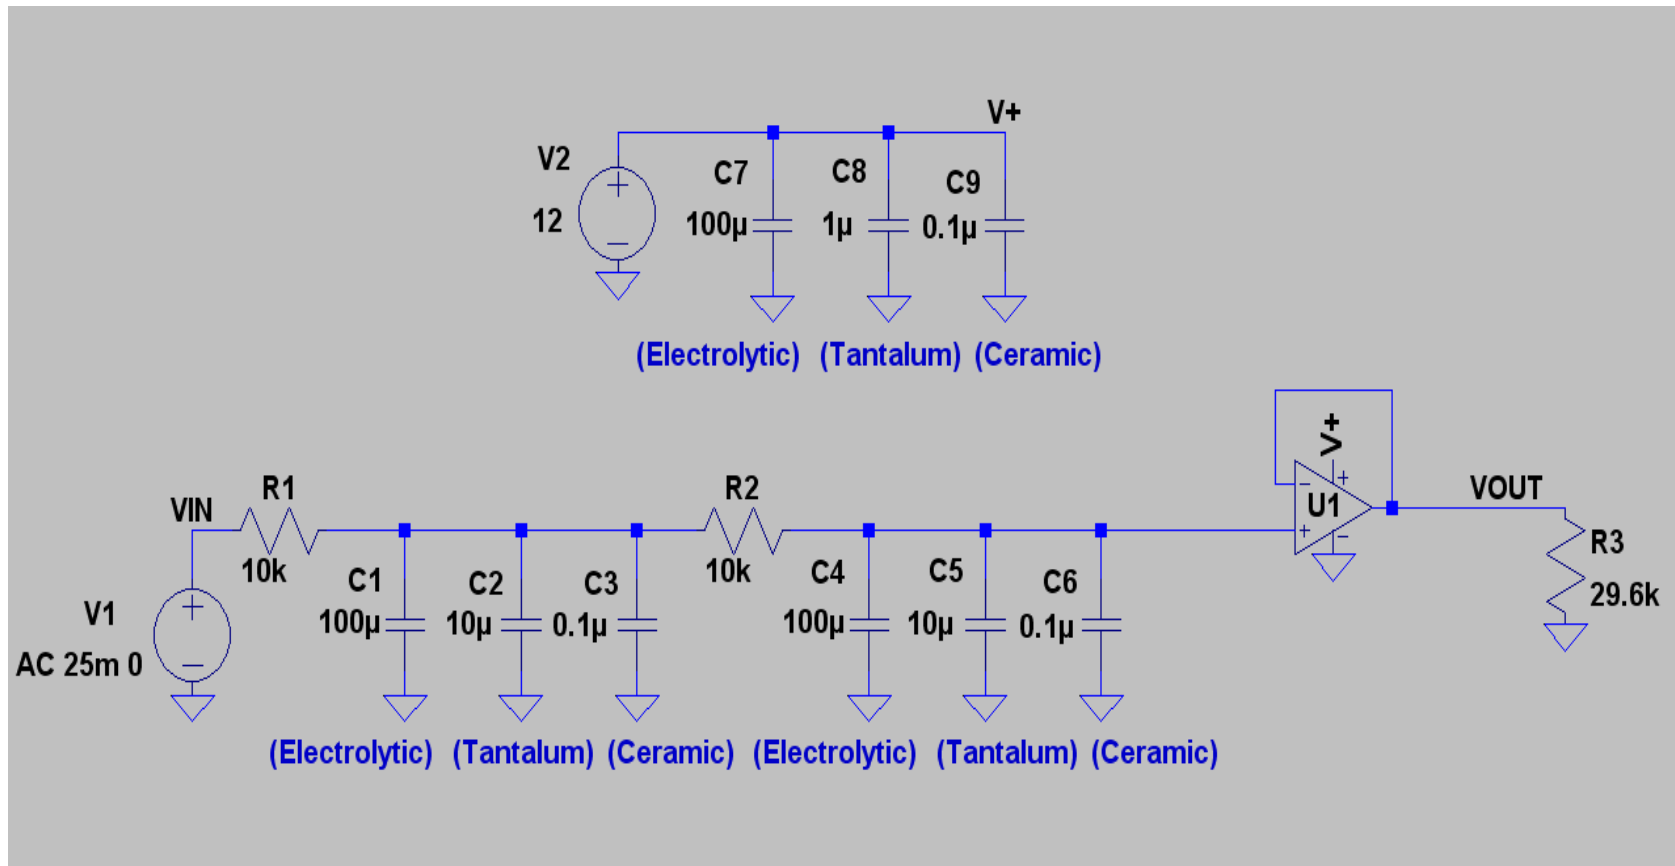 V+
V2
12
+
−
C7
100µ
C8
1µ
C9
0.1µ
(Electrolytic) (Tantalum) (Ceramic)
V+
VIN
R1
10k
V1
AC 25m 0
+
−
C1
100µ
C2
10µ
C3
0.1µ
R2
10k
C4
100µ
C5
10µ
C6
0.1µ
U1
−
+
+
−
VOUT
R3
29.6k
(Electrolytic) (Tantalum) (Ceramic) (Electrolytic) (Tantalum) (Ceramic)